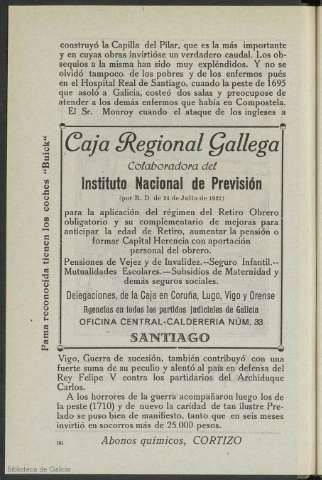 construyó la Capilla del Pilar, que es la más importante
y en cuyas obras invirtióse un verdadero caudal. Los ob-
sequios a la misma han sido muy expléndidos. Y no se
olvidó tampoco de los pobres y de los enfermos pués
en el Hospital Real de Santiago, cuando la peste de 1695
que asoló a Galicia, costeó dos salas y preocupose de
atender a los demás enfermos que había en Compostela.
El Sr. Monroy cuando el ataque de los ingleses a
Fama reconocida tienen los coches "Buick"
Caja Regional Gallega
Colaboradora del
Instituto Nacional de Previsión
(por R. D. de 24 de Julio de 1921)
para la aplicación del régimen del Retiro Obrero
obligatorio y su complementario de mejoras para
anticipar la edad de Retiro, aumentar la pensión o
formar Capital Herencia con aportación
personal del obrero.
Pensiones de Vejez y de Invalidez.—Seguro Infantil.—
Mutualidades Escolares.—Subsidios de Maternidad y
demás seguros sociales.
Delegaciones, de la Caja en Coruña, Lugo, Vigo y Orense
Agencias en todos los partidos judiciales de Galicia
OFICINA CENTRAL-CALDERERIA NÚM. 33
SANTIAGO
Vigo, Guerra de sucesión, también contribuyó con una
fuerte suma de su peculio y alentó al país en defensa del
Rey Felipe V contra los partidarios del Archiduque
Carlos.
A los horrores de la guerra acompañaron luego los de
la peste (1710) y de nuevo la caridad de tan ilustre Pre-
lado se puso bien de manifiesto, tanto que en seis meses
invirtió en socorros más de 25.000 pesos.
Abonos químicos, CORTIZO
Biblioteca de Galicia